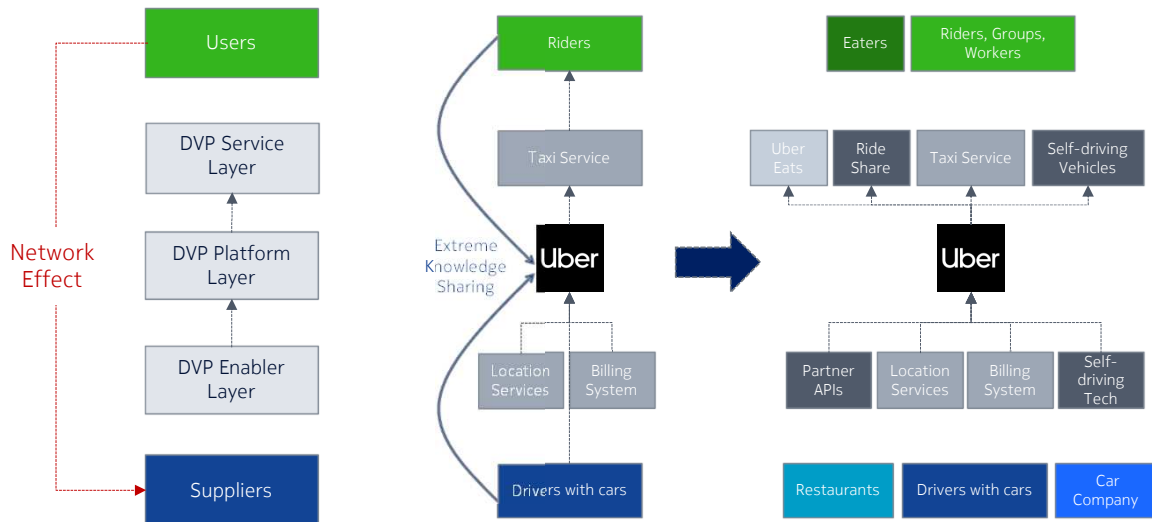 Users
DVP Service
Layer
Network
Effect
DVP Platform
Layer
DVP Enabler
Layer
Suppliers
Riders
Taxi Service
Extreme
Knowledge
Sharing
Uber
Location
Services
Billing
System
Drivers with cars
Eaters
Riders, Groups,
Workers
Uber
Eats
Ride
Share
Taxi Service
Self-driving
Vehicles
Uber
Partner
APIs
Location
Services
Billing
System
Self-
driving
Tech
Restaurants
Drivers with cars
Car
Company